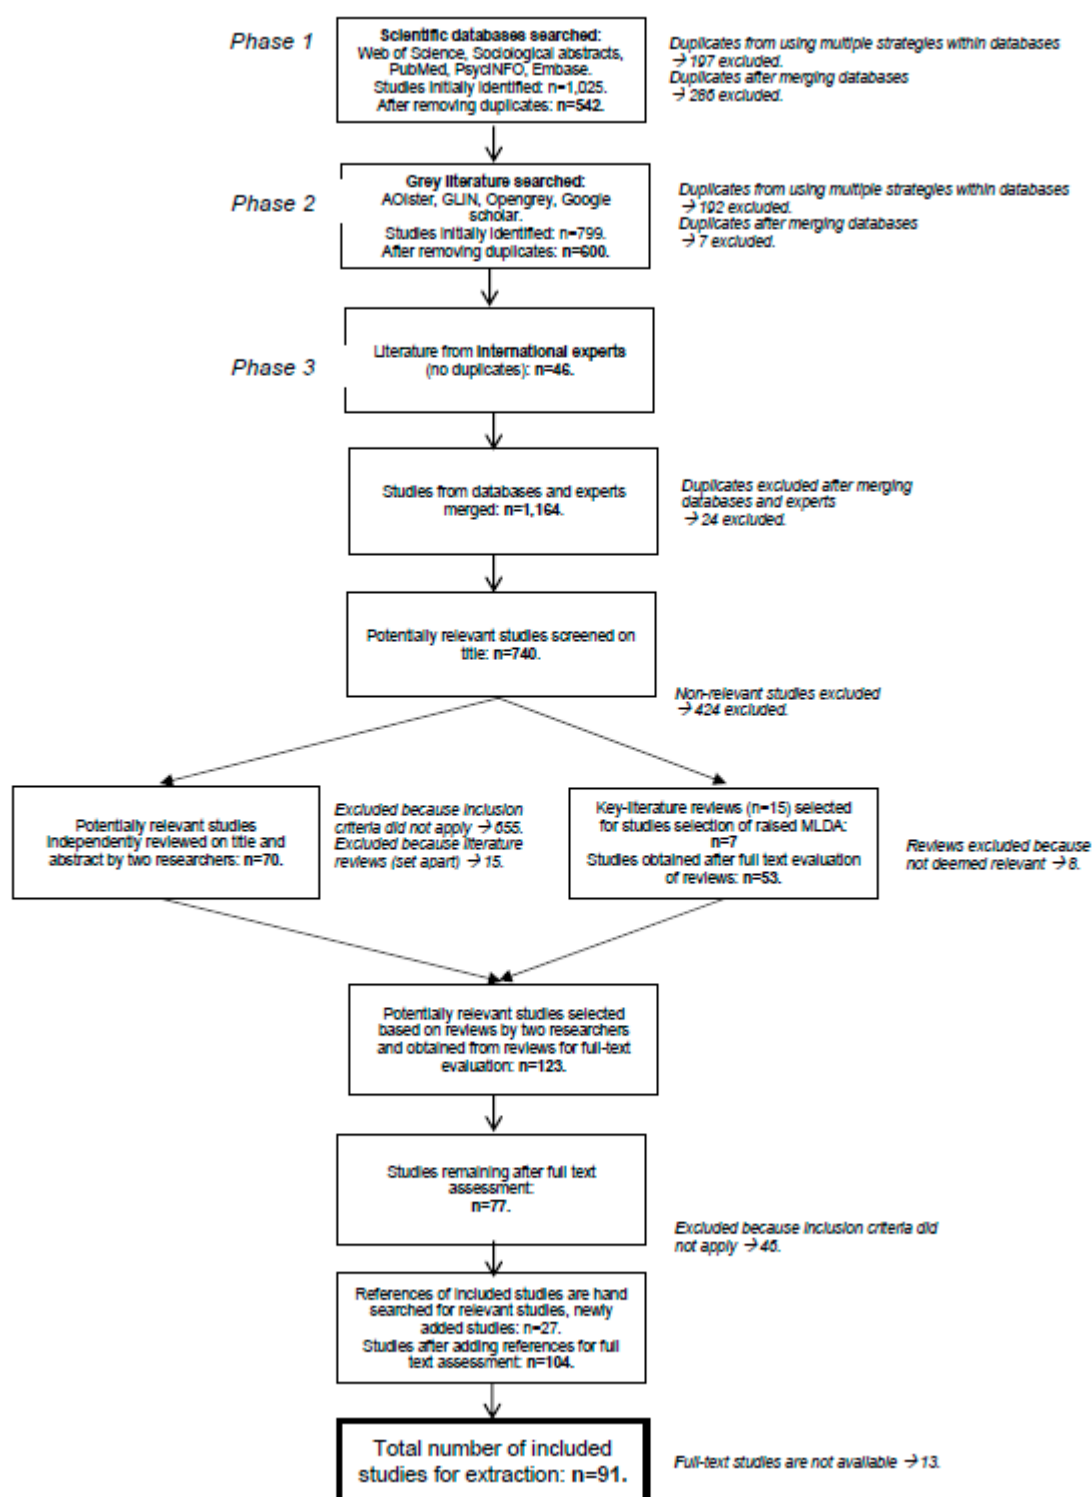 Phase 1
Scientific databases searched:
Web of Science, Sociological abstracts,
PubMed, PsycINFO, Embase.
Studies initially identified: n=1,025.
After removing duplicates: n=542.
Duplicates from using multiple strategies within databases
→ 197 excluded.
Duplicates after merging databases
→ 286 excluded.
Phase 2
Grey literature searched:
AOIster, GLIN, Opengrey, Google
scholar.
Studies initially identified: n=799.
After removing duplicates: n=600.
Duplicates from using multiple strategies within databases
→ 192 excluded.
Duplicates after merging databases
→ 7 excluded.
Phase 3
Literature from international experts
(no duplicates): n=46.
Studies from databases and experts
merged: n=1,164.
Duplicates excluded after merging
databases and experts
→ 24 excluded.
Potentially relevant studies screened on
title: n=740.
Non-relevant studies excluded
→ 424 excluded.
Potentially relevant studies
independently reviewed on title and
abstract by two researchers: n=70.
Excluded because inclusion
criteria did not apply → 655.
Excluded because literature
reviews (set apart) → 15.
Key-literature reviews (n=15) selected
for studies selection of raised MLDA:
n=7
Studies obtained after full text evaluation
of reviews: n=53.
Reviews excluded because
not deemed relevant → 8.
Potentially relevant studies selected
based on reviews by two researchers
and obtained from reviews for full-text
evaluation: n=123.
Studies remaining after full text
assessment:
n=77.
Excluded because inclusion criteria did
not apply → 46.
References of included studies are hand
searched for relevant studies, newly
added studies: n=27.
Studies after adding references for full
text assessment: n=104.
Total number of included
studies for extraction: n=91.
Full-text studies are not available → 13.